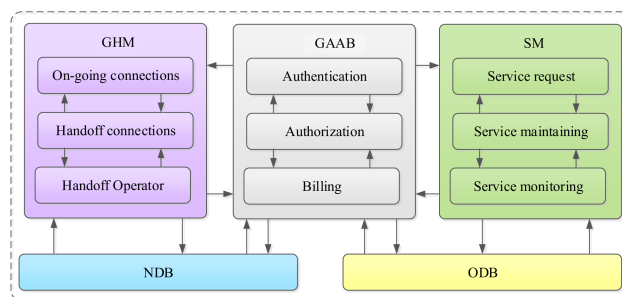 GHM
On-going connections
Handoff connections
Handoff Operator
GAAB
Authentication
Authorization
Billing
SM
Service request
Service maintaining
Service monitoring
NDB
ODB